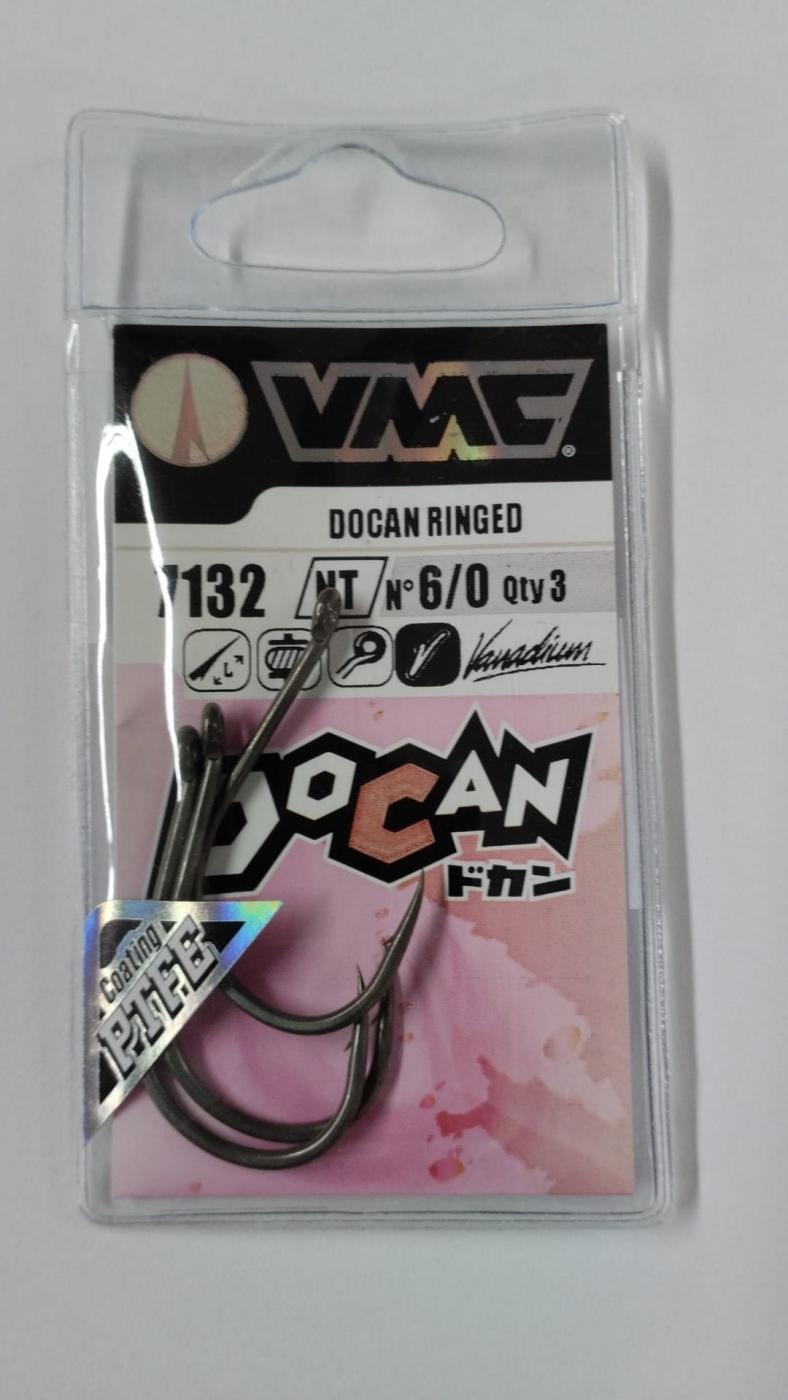 VMC®
DOCAN RINGED
7132 NT N° 6/0 Qty 3
L Vanadium
DOCAN
ドカン
Coating
PTFE